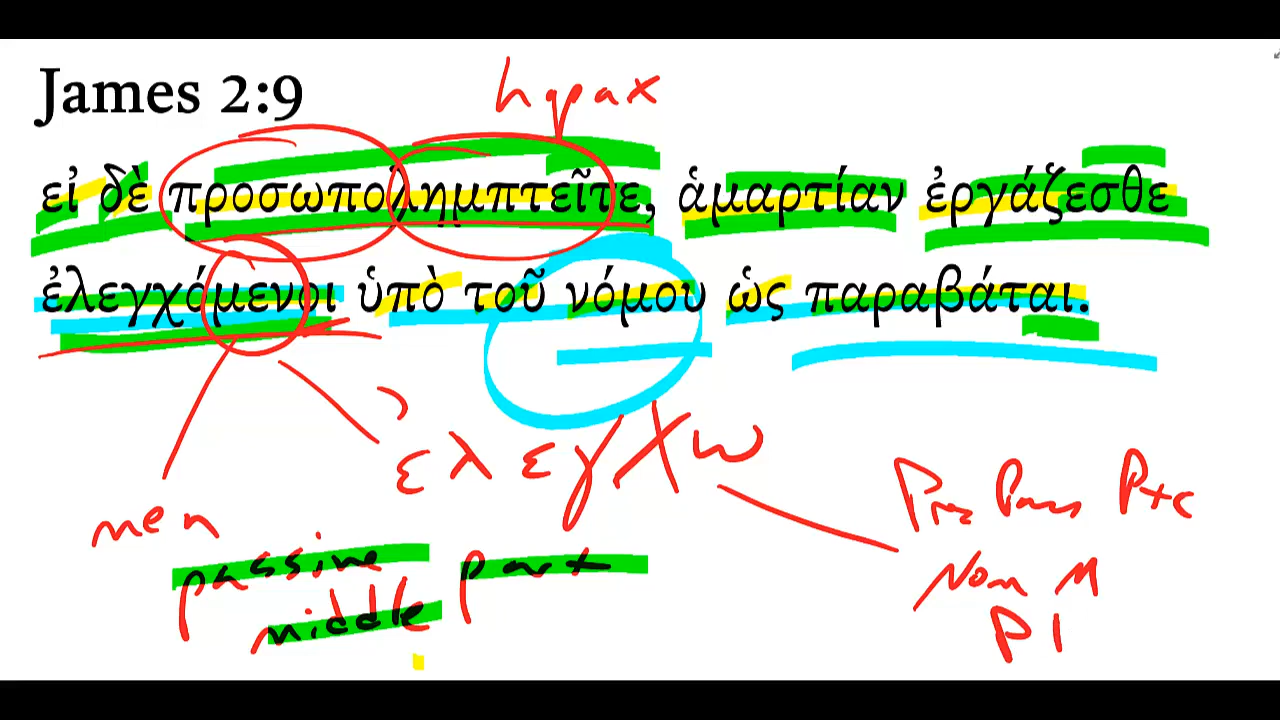 James 2:9
hapax
εἰ δὲ προσωπολημπτεῖτε, ἁμαρτίαν ἐργάζεσθε
ἐλεγχόμενοι ὑπὸ τοῦ νόμου ὡς παραβάται.
ἐλεγχω
men
Pres Pass Ptc
passive part
Nom M
middle
Pl